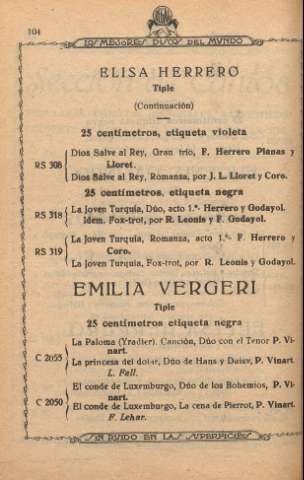 104
LOS MEJORES DISCOS DEL MUNDO
ELISA HERRERO
Tiple
(Continuación)
25 centímetros, etiqueta violeta
RS 308
Dios Salve al Rey, Gran trio, F. Herrero Planas y
Lloret.
Dios Salve al Rey, Romanza, por J. L. Lloret y Coro.
25 centímetros, etiqueta negra
RS 318
La Joven Turquía, Dúo, acto 1.º Herrero y Godayol.
Idem. Fox-trot, por R. Leonis y F. Godayol.
RS 319
La Joven Turquía, Romanza, acto 1.º F. Herrero y
Coro.
La Joven Turquía, Fox-trot, por R. Leonis y Godayol.
EMILIA VERGERI
Tiple
25 centímetros etiqueta negra
C 2055
La Paloma (Yradier). Canción, Dúo con el Tenor P. Vi-
nart.
La princesa del dolar, Dúo de Hans y Daisy, P. Vinart.
L. Fall.
C 2050
El conde de Luxemburgo, Dúo de los Bohemios, P. Vi-
nart.
El conde de Luxemburgo, La cena de Pierrot, P. Vinart.
F. Lehar.
SIN RUIDO EN LAS SUPERFICIES